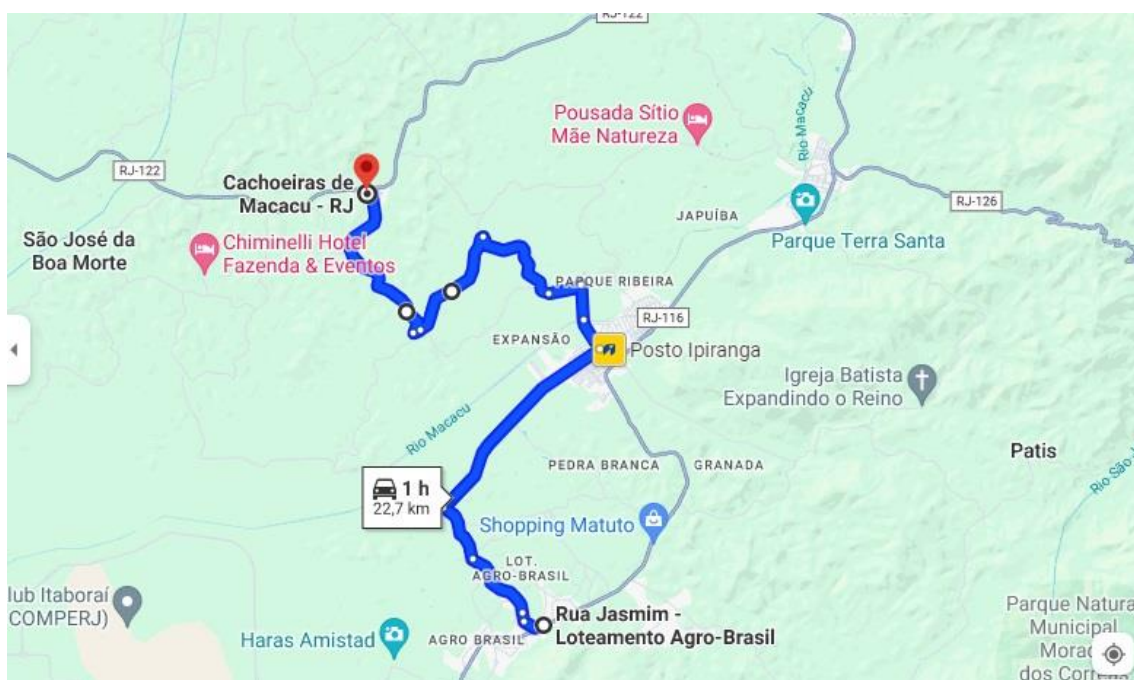 RJ-122
RJ-122
Pousada Sítio
Mãe Natureza
Rio Macacu
Cachoeiras de
Macacu - RJ
RJ-126
JAPUÍBA
Parque Terra Santa
São José da
Boa Morte
Chiminelli Hotel
Fazenda & Eventos
PARQUE RIBEIRA
RJ-116
EXPANSÃO
Posto Ipiranga
Igreja Batista
Expandindo o Reino
Rio Macacu
Patis
PEDRA BRANCA
GRANADA
1 h
22,7 km
Shopping Matuto
LOT.
AGRO-BRASIL
lub Itaboraí
(COMPERJ)
Rua Jasmim -
Loteamento Agro-Brasil
AGRO BRASIL
Haras Amistad
Parque Natura
Municipal
Morac
dos Correas